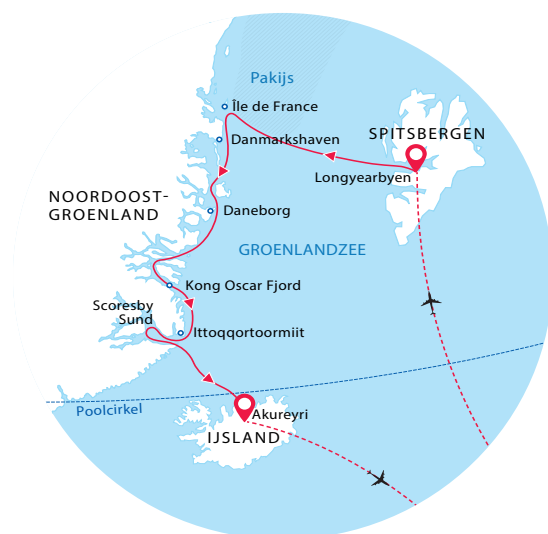 Pakijs
Île de France
SPITSBERGEN
Danmarkshaven
Longyearbyen
NOORDOOST-
GROENLAND
Daneborg
GROENLANDZEE
Kong Oscar Fjord
Scoresby
Sund
Ittoqqortoormiit
Poolcirkel
Akureyri
IJSLAND